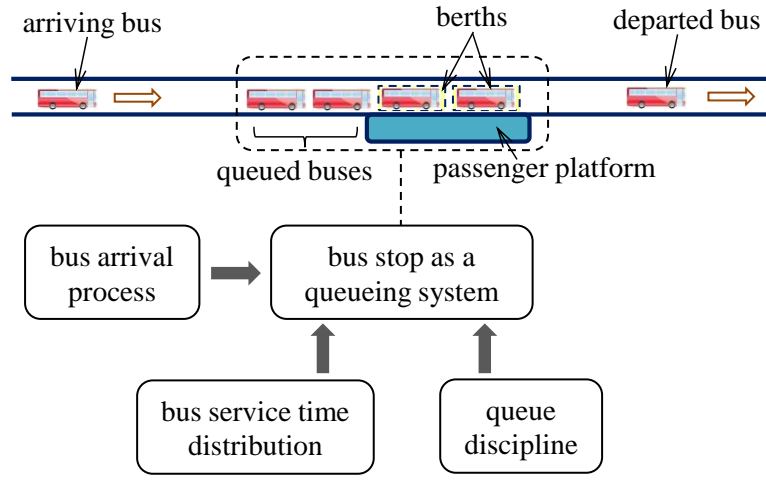 arriving bus
berths
departed bus
queued buses
passenger platform
bus arrival
process
bus stop as a
queueing system
bus service time
distribution
queue
discipline